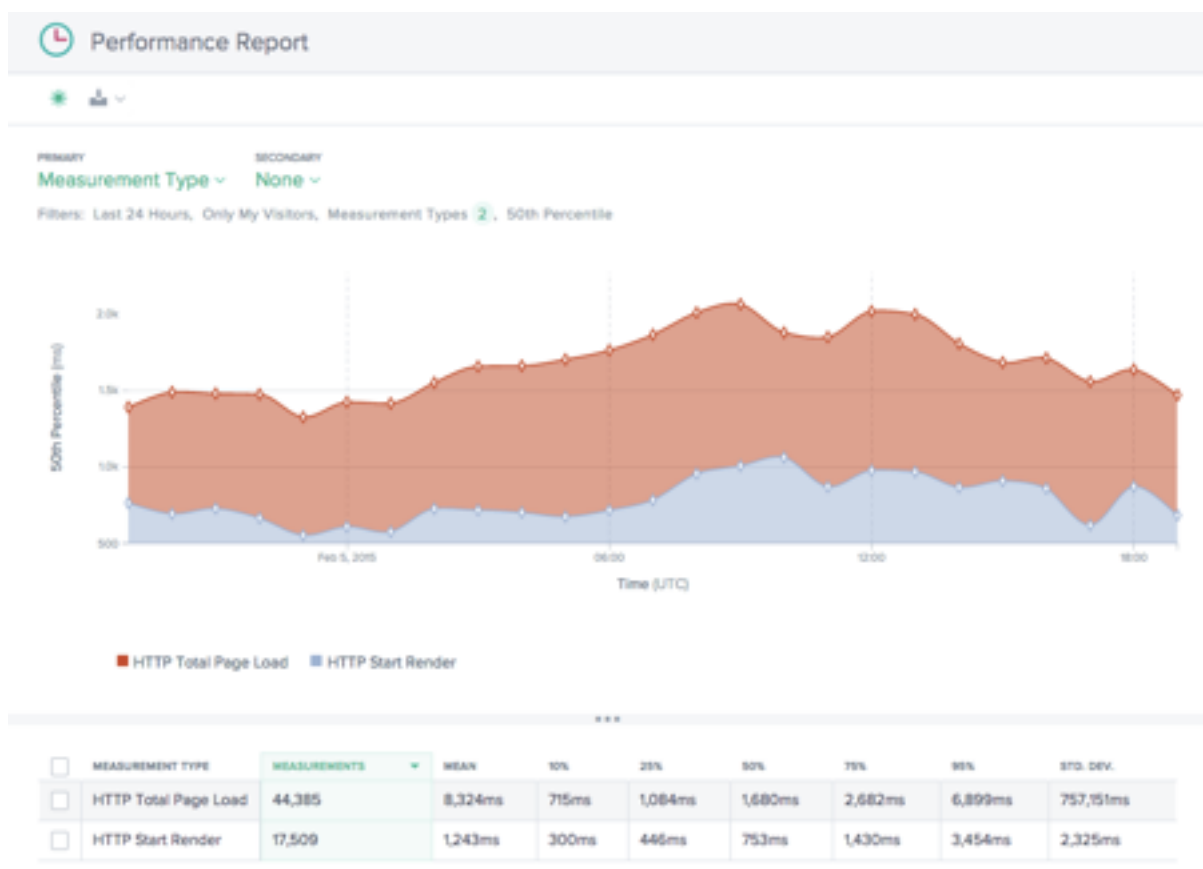 Performance Report
PRIMARY SECONDARY
Measurement Type None
Filters: Last 24 Hours, Only My Visitors, Measurement Types 2, 50th Percentile
2.0k
1.5k
1.0k
500
50th Percentile (ms)
Feb 5, 2015 06:00 12:00 18:00
Time (UTC)
HTTP Total Page Load HTTP Start Render
MEASUREMENT TYPE MEASUREMENTS MEAN 10% 25% 50% 75% 95% STD. DEV.
HTTP Total Page Load 44,385 8,324ms 715ms 1,084ms 1,680ms 2,682ms 6,899ms 757,151ms
HTTP Start Render 17,509 1,243ms 300ms 446ms 753ms 1,430ms 3,454ms 2,325ms